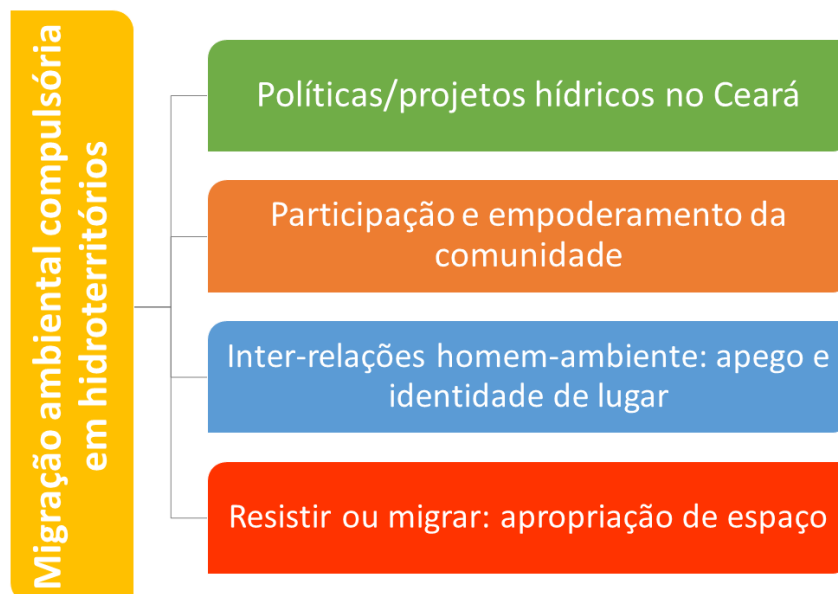 Migração ambiental compulsória
em hidroterritórios
Políticas/projetos hídricos no Ceará
Participação e empoderamento da
comunidade
Inter-relações homem-ambiente: apego e
identidade de lugar
Resistir ou migrar: apropriação de espaço